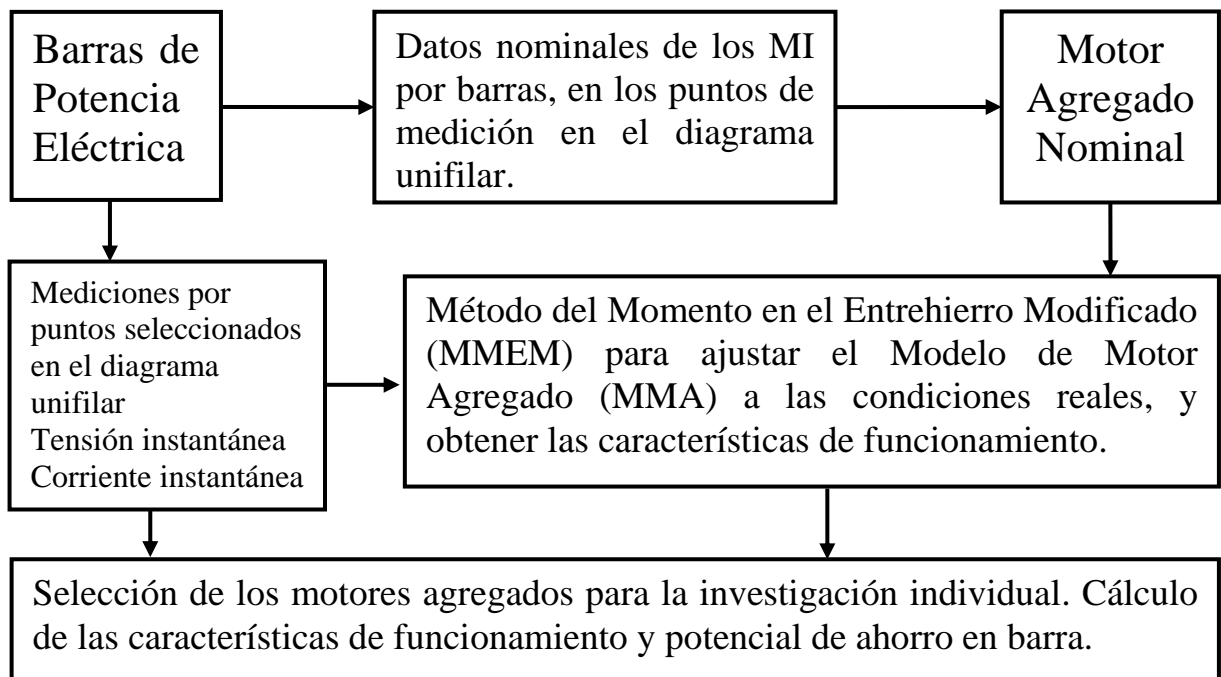 Barras de
Potencia
Eléctrica
Datos nominales de los MI
por barras, en los puntos de
medición en el diagrama
unifilar.
Motor
Agregado
Nominal
Mediciones por
puntos seleccionados
en el diagrama
unifilar
Tensión instantánea
Corriente instantánea
Método del Momento en el Entrehierro Modificado
(MMEM) para ajustar el Modelo de Motor
Agregado (MMA) a las condiciones reales, y
obtener las características de funcionamiento.
Selección de los motores agregados para la investigación individual. Cálculo
de las características de funcionamiento y potencial de ahorro en barra.